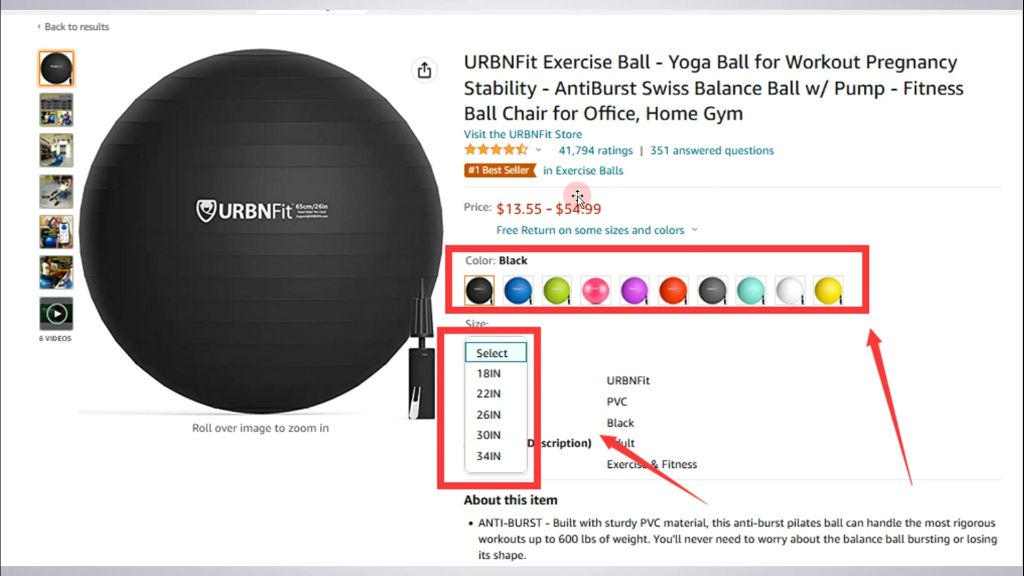 ‹ Back to results
URBNFit Exercise Ball - Yoga Ball for Workout Pregnancy
Stability - AntiBurst Swiss Balance Ball w/ Pump - Fitness
Ball Chair for Office, Home Gym
Visit the URBNFit Store
41,794 ratings | 351 answered questions
#1 Best Seller in Exercise Balls
Price: $13.55 - $54.99
Free Return on some sizes and colors
Color: Black
Size:
Select
18IN
22IN
26IN
30IN
34IN
URBNFit
PVC
Black
Description) Adult
Exercise & Fitness
URBNFit 65cm/26in
6 VIDEOS
Roll over image to zoom in
About this item
• ANTI-BURST - Built with sturdy PVC material, this anti-burst pilates ball can handle the most rigorous
workouts up to 600 lbs of weight. You'll never need to worry about the balance ball bursting or losing
its shape.